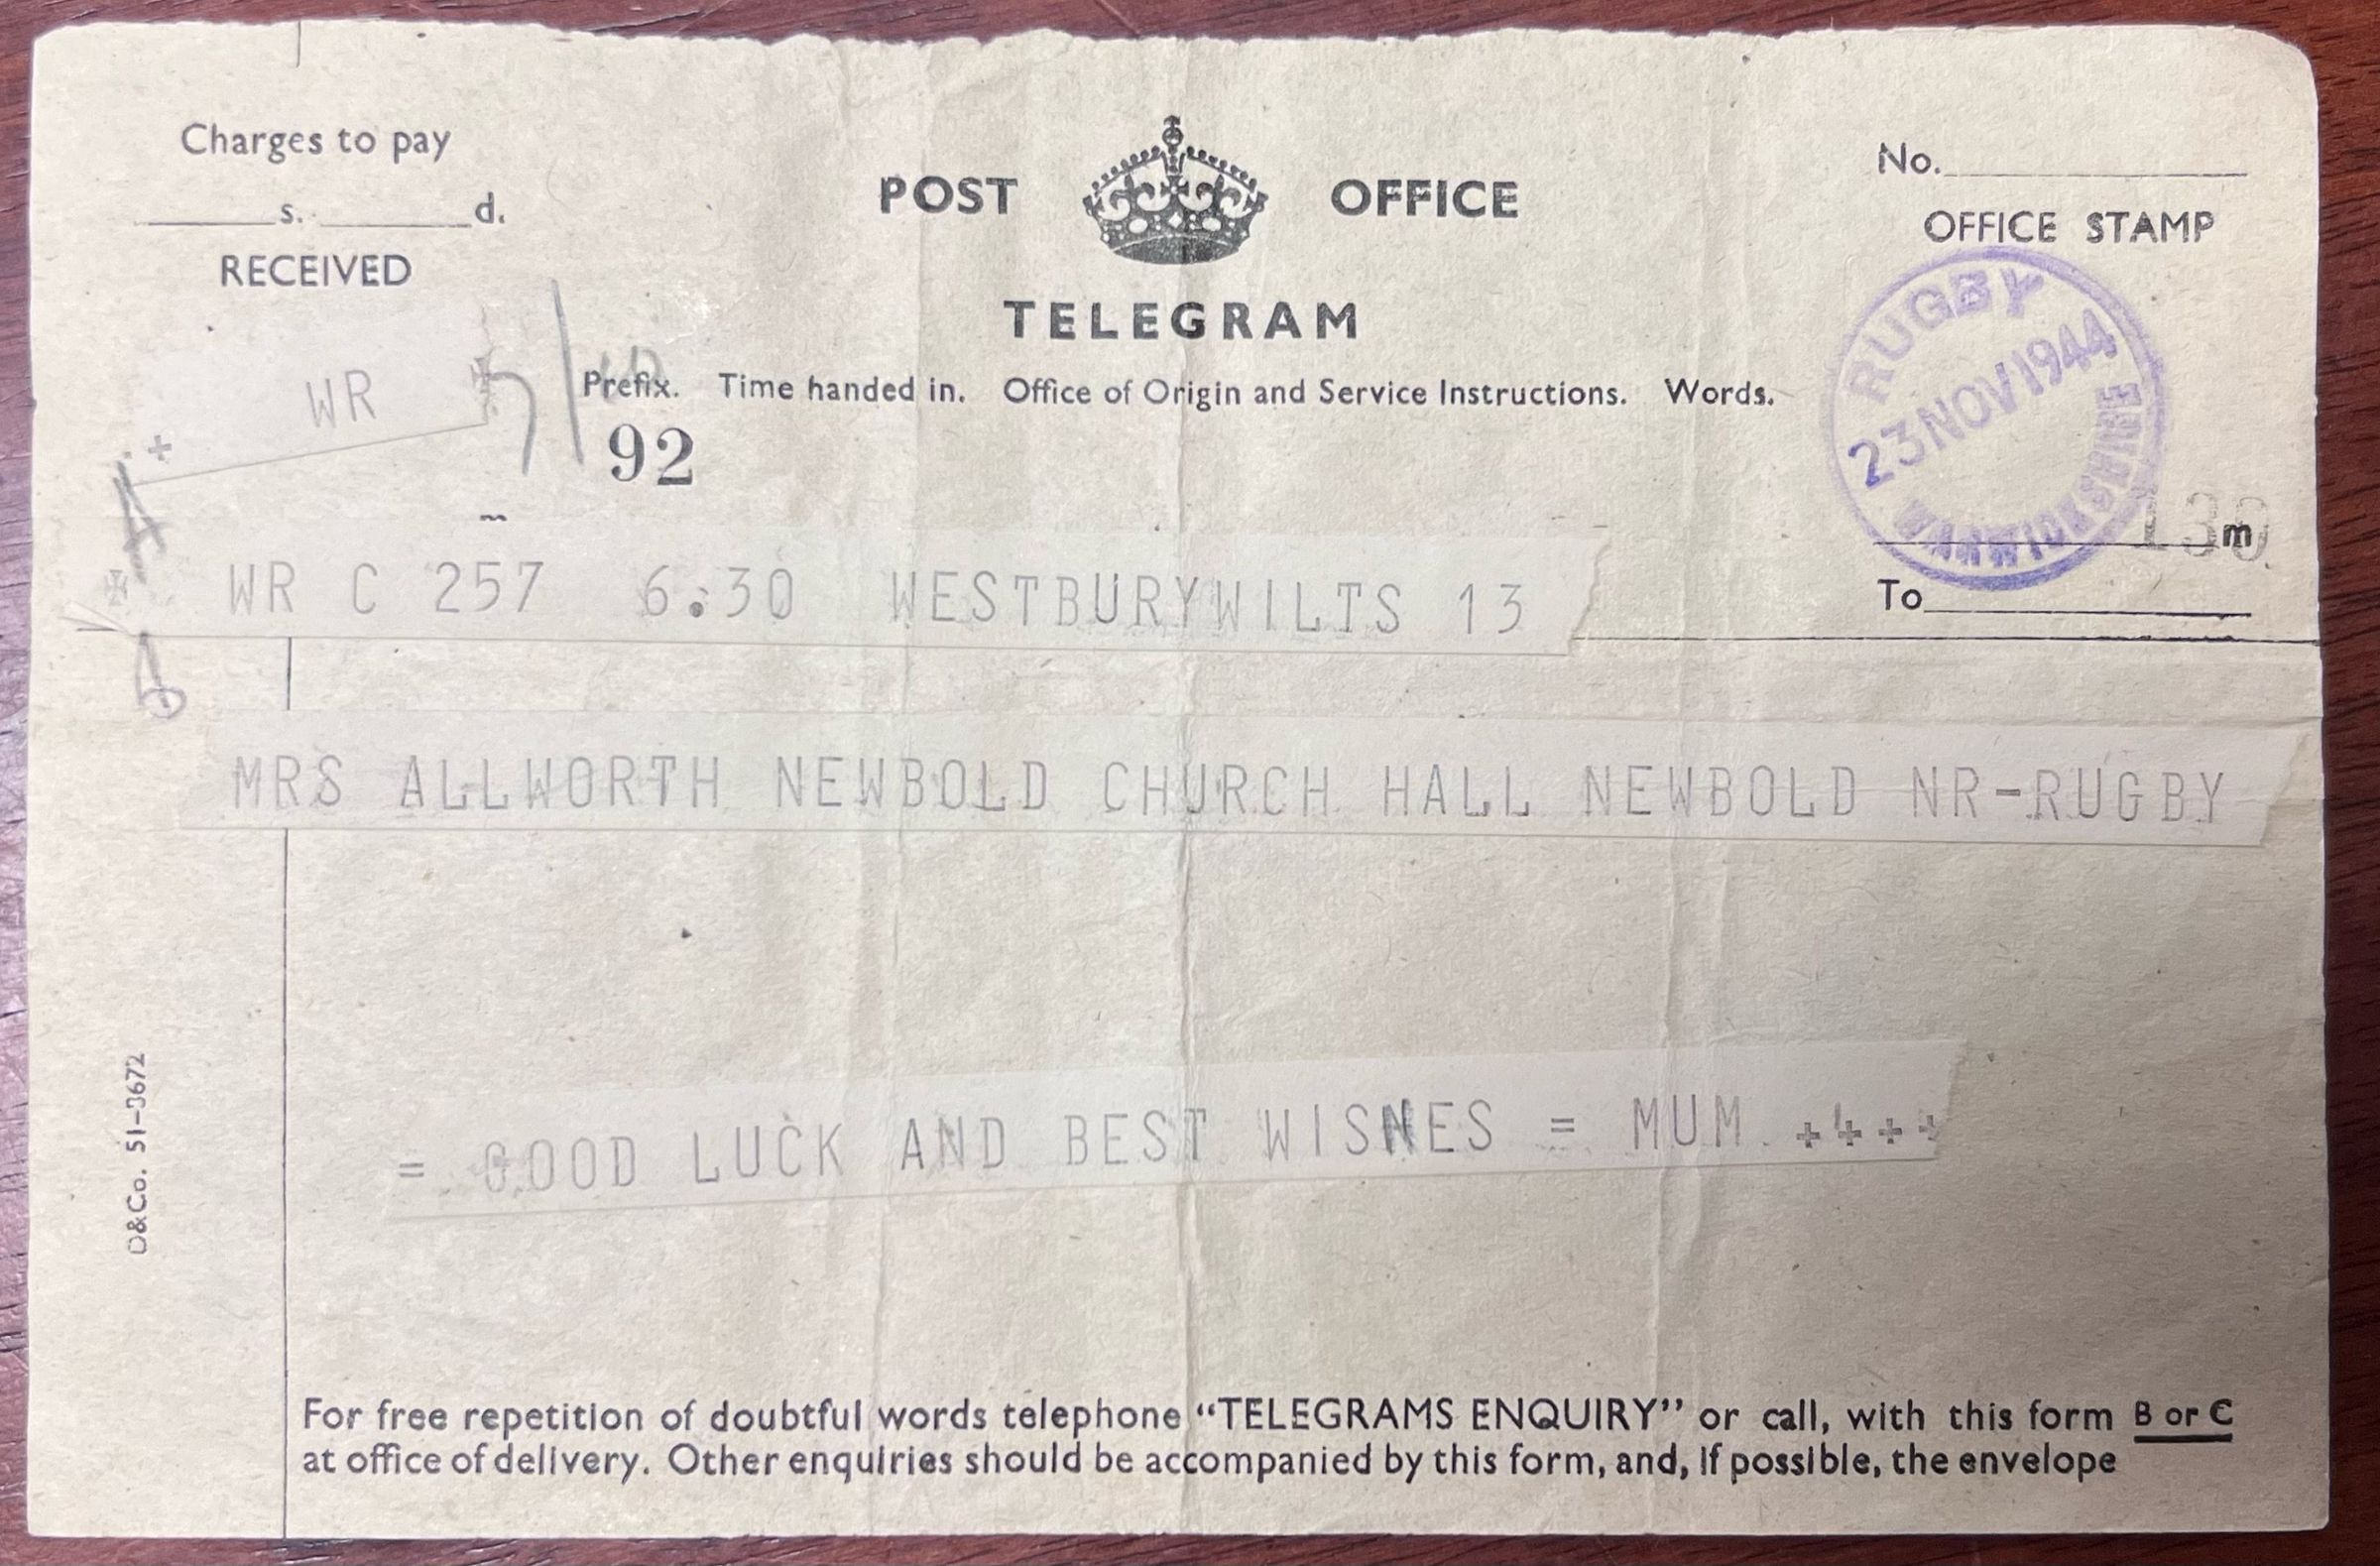 Charges to pay
s. d.
RECEIVED
POST OFFICE
TELEGRAM
Prefix. Time handed in. Office of Origin and Service Instructions. Words.
92
No.
OFFICE STAMP
RUGBY
23 NOV 1944
WARWICKSHIRE
m
To
WR
WR C 257 6:30 WESTBURYWILTS 13
MRS ALLWORTH NEWBOLD CHURCH HALL NEWBOLD NR-RUGBY
= GOOD LUCK AND BEST WISHES = MUM +4++
O&Co. 51-3672
For free repetition of doubtful words telephone “TELEGRAMS ENQUIRY” or call, with this form B or C
at office of delivery. Other enquiries should be accompanied by this form, and, if possible, the envelope